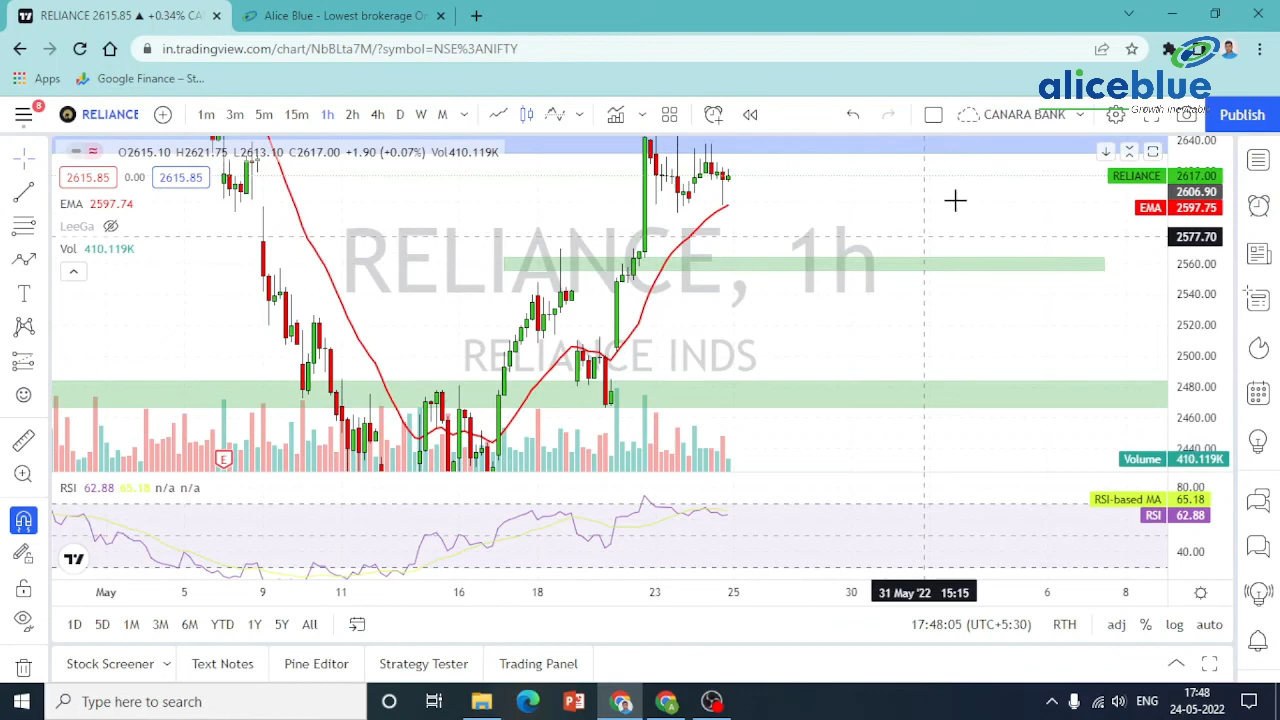 RELIANCE 2615.85 ▲ +0.34% CA
Alice Blue - Lowest brokerage O
in.tradingview.com/chart/NbBLta7M/?symbol=NSE%3ANIFTY
Apps
Google Finance – St...
aliceblue
8
RELIANCE
1m 3m 5m 15m 1h 2h 4h D W M
CANARA BANK
Publish
O2615.10 H2621.75 L2613.10 C2617.00 +1.90 (+0.07%) Vol410.119K
2615.85 0.00 2615.85
EMA 2597.74
LeeGa
Vol 410.119K
RELIANCE, 1h
RELIANCE INDS
2640.00
RELIANCE 2617.00
2606.90
EMA 2597.75
2577.70
2560.00
2540.00
2520.00
2500.00
2480.00
2460.00
2440.00
Volume 410.119K
E
RSI 62.88 65.18 n/a n/a
80.00
RSI-based MA 65.18
RSI 62.88
40.00
May 5 9 11 16 18 23 25 30 31 May '22 15:15 6 8
1D 5D 1M 3M 6M YTD 1Y 5Y All
17:48:05 (UTC+5:30) RTH adj % log auto
Stock Screener Text Notes Pine Editor Strategy Tester Trading Panel
Type here to search
ENG
17:48
24-05-2022